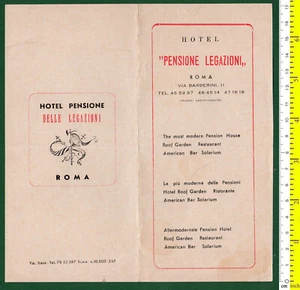 HOTEL PENSIONE
DELLE LEGAZIONI
ROMA
HOTEL
"PENSIONE LEGAZIONI„
ROMA
VIA BARBERINI, 11
The most modern Pension House
Roof Garden Restaurant
American Bar Solarium
La più moderna delle Pensioni
Hotel Roof Garden Ristorante
American Bar Solarium
Allermodernste Pension Hotel
Roof Garden Restaurant
American Bar Solarium
cm
inch